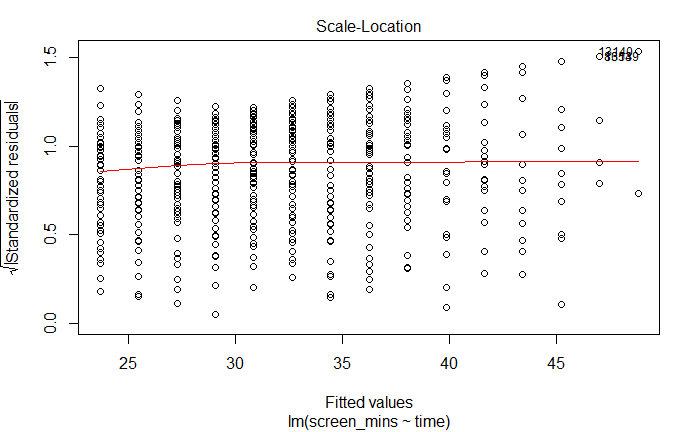 Scale-Location
√|Standardized residuals|
1.5
1.0
0.5
0.0
25
30
35
40
45
Fitted values
lm(screen_mins ~ time)